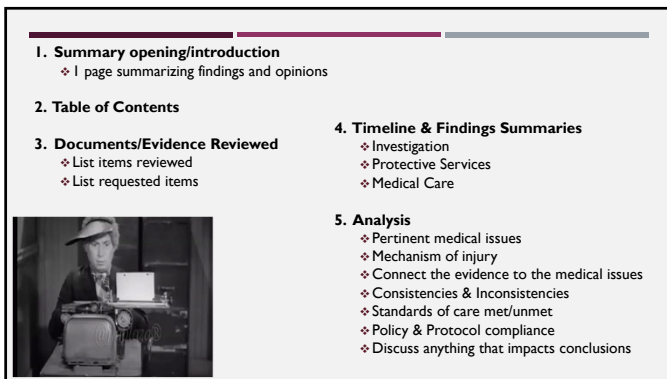 1. Summary opening/introduction
❖ 1 page summarizing findings and opinions
2. Table of Contents
3. Documents/Evidence Reviewed
❖ List items reviewed
❖ List requested items
4. Timeline & Findings Summaries
❖ Investigation
❖ Protective Services
❖ Medical Care
5. Analysis
❖ Pertinent medical issues
❖ Mechanism of injury
❖ Connect the evidence to the medical issues
❖ Consistencies & Inconsistencies
❖ Standards of care met/unmet
❖ Policy & Protocol compliance
❖ Discuss anything that impacts conclusions